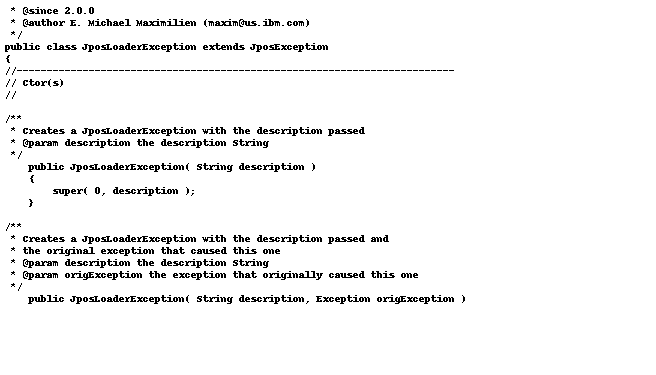 * @since 2.0.0
 * @author E. Michael Maximilien (maxim@us.ibm.com)
 */
public class JposLoaderException extends JposException
{
//-------------------------------------------------------------------------
// Ctor(s)
//
/**
 * Creates a JposLoaderException with the description passed
 * @param description the description String
 */
    public JposLoaderException( String description )
    {
        super( 0, description );
    }
/**
 * Creates a JposLoaderException with the description passed and
 * the original exception that caused this one
 * @param description the description String
 * @param origException the exception that originally caused this one
 */
    public JposLoaderException( String description, Exception origException )